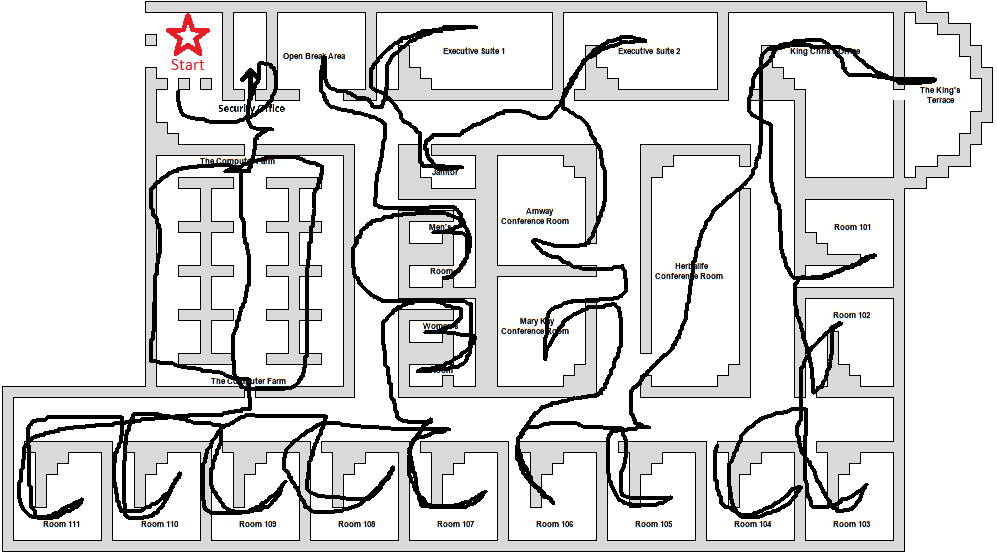 Start
Open Break Area
Executive Suite 1
Executive Suite 2
King Chris's Office
The King's
Terrace
Security Office
The Computer Farm
Janitor
Men's
Room
Amway
Conference Room
Room 101
Herbalife
Conference Room
Women's
Room
Mary Kay
Conference Room
Room 102
The Computer Farm
Room 111
Room 110
Room 109
Room 108
Room 107
Room 106
Room 105
Room 104
Room 103